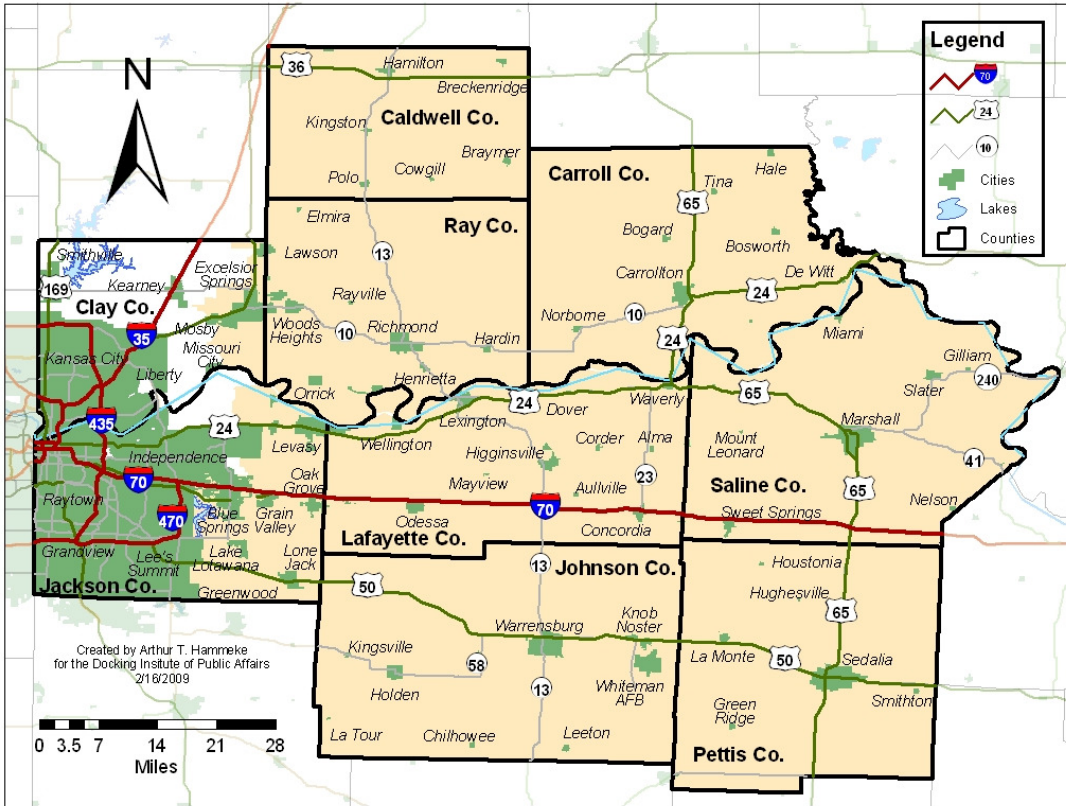 N
Legend
70
24
10
Cities
Lakes
Counties
36
Hamilton
Breckenridge
Kingston
Caldwell Co.
Braymer
Cowgill
Polo
Carroll Co.
Tina
Hale
65
Elmira
Ray Co.
Lawson
13
Bogard
Bosworth
Smithville
Excelsior
Springs
Kearney
169
Carrollton
De Witt
24
Clay Co.
Rayville
35
Mosby
Woods
Heights
10
Richmond
Norborne
10
Hardin
24
Miami
Missouri
City
Kansas City
Liberty
Henrietta
Gilliam
240
Slater
Orrick
Lexington
24
Dover
Waverly
65
Marshall
435
24
Levasy
Wellington
Corder
Alma
Mount
Leonard
Independence
Higginsville
41
70
Oak
Grove
Mayview
23
Aullville
Saline Co.
65
Nelson
Raytown
470
Blue
Springs
Grain
Valley
Odessa
70
Concordia
Sweet Springs
Grandview
Lee's
Summit
Lake
Lotawana
Lone
Jack
Lafayette Co.
13
Johnson Co.
Houstonia
Jackson Co.
Greenwood
50
Hughesville
65
Knob
Noster
Warrensburg
Created by Arthur T. Hammeke
for the Docking Insitute of Public Affairs
2/16/2009
Kingsville
58
La Monte
50
Sedalia
Holden
13
Whiteman
AFB
Smithton
Green
Ridge
La Tour
Chilhowee
Leeton
Pettis Co.
0 3.5 7 14 21 28
Miles